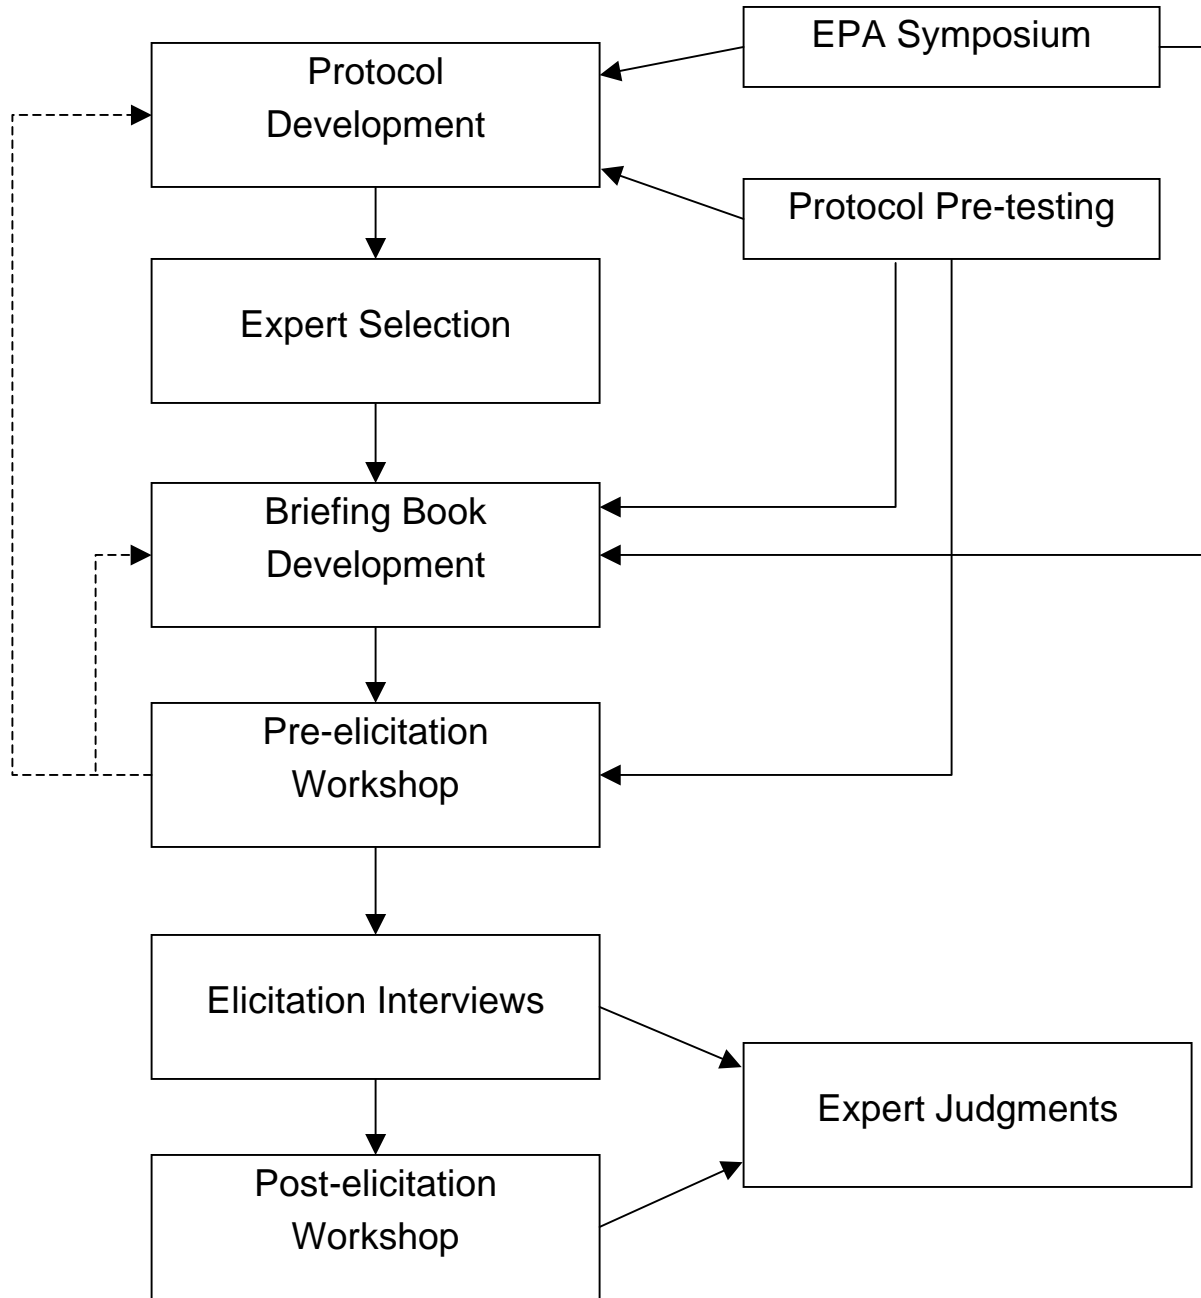 EPA Symposium
Protocol
Development
Protocol Pre-testing
Expert Selection
Briefing Book
Development
Pre-elicitation
Workshop
Elicitation Interviews
Expert Judgments
Post-elicitation
Workshop